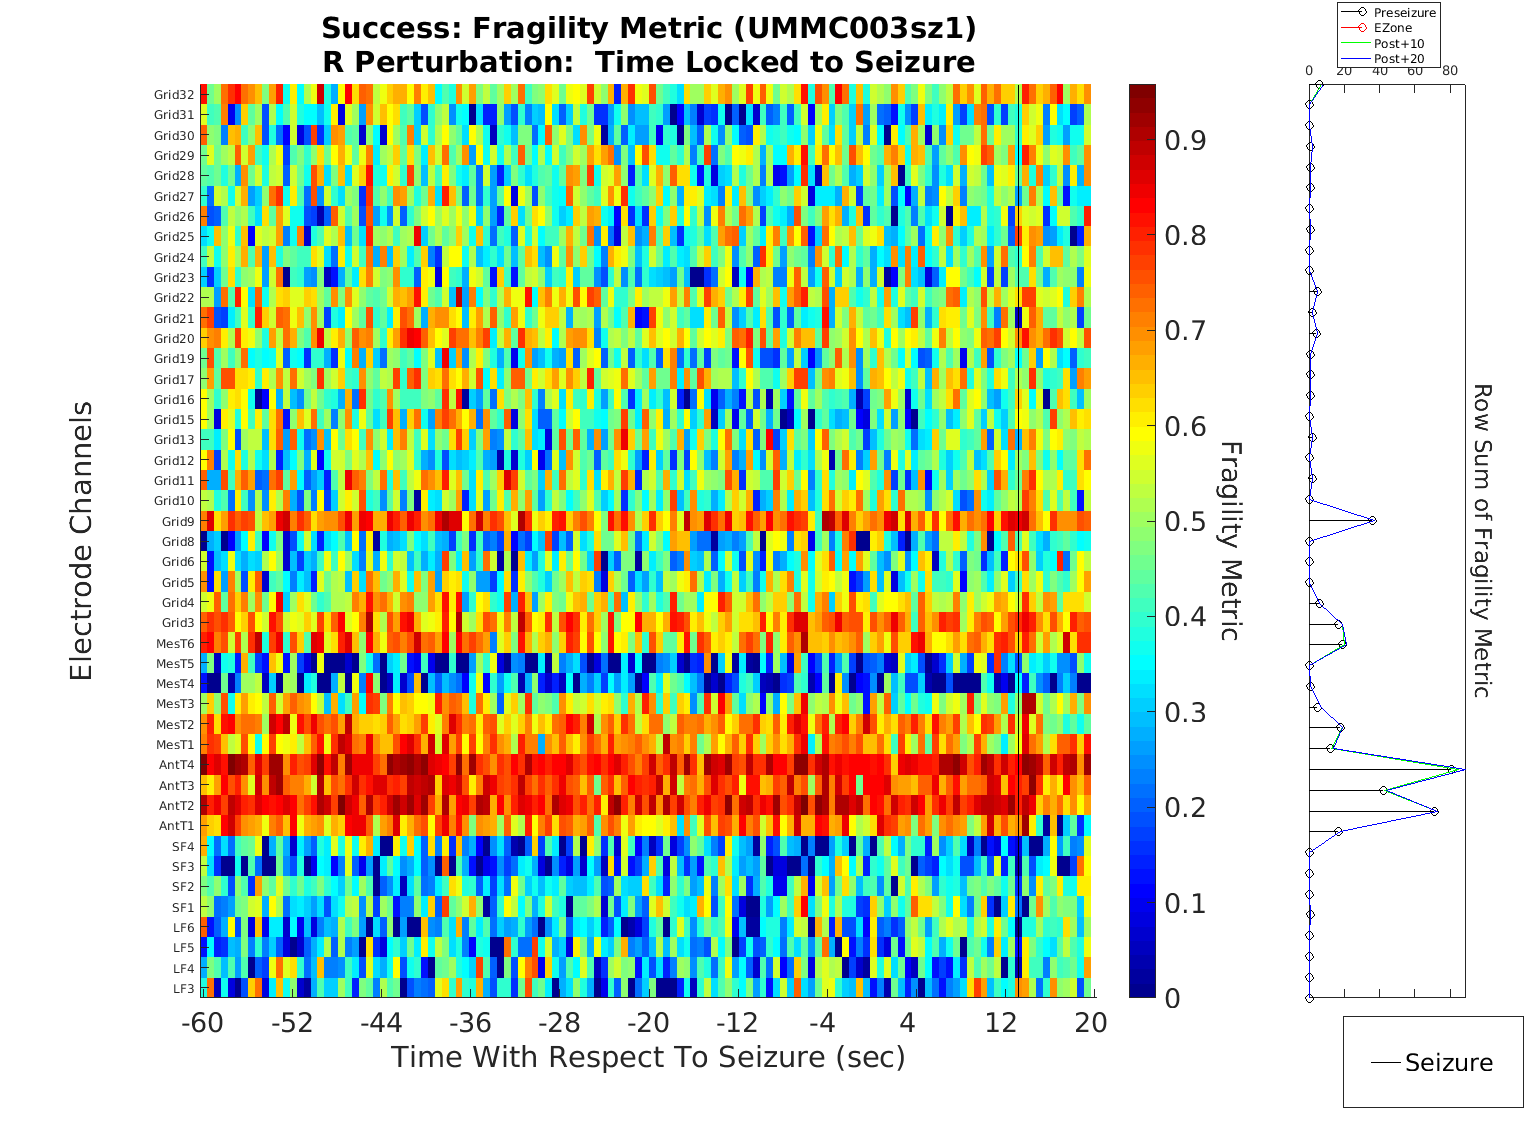 Success: Fragility Metric (UMMC003sz1)
R Perturbation:  Time Locked to Seizure
Preseizure
EZone
Post+10
Post+20
0 20 40 60 80
Grid32
Grid31
Grid30
Grid29
Grid28
Grid27
Grid26
Grid25
Grid24
Grid23
Grid22
Grid21
Grid20
Grid19
Grid17
Grid16
Grid15
Grid13
Grid12
Grid11
Grid10
Grid9
Grid8
Grid6
Grid5
Grid4
Grid3
MesT6
MesT5
MesT4
MesT3
MesT2
MesT1
AntT4
AntT3
AntT2
AntT1
SF4
SF3
SF2
SF1
LF6
LF5
LF4
LF3
Electrode Channels
-60 -52 -44 -36 -28 -20 -12 -4 4 12 20
Time With Respect To Seizure (sec)
0.9
0.8
0.7
0.6
0.5
0.4
0.3
0.2
0.1
0
Fragility Metric
Row Sum of Fragility Metric
Seizure